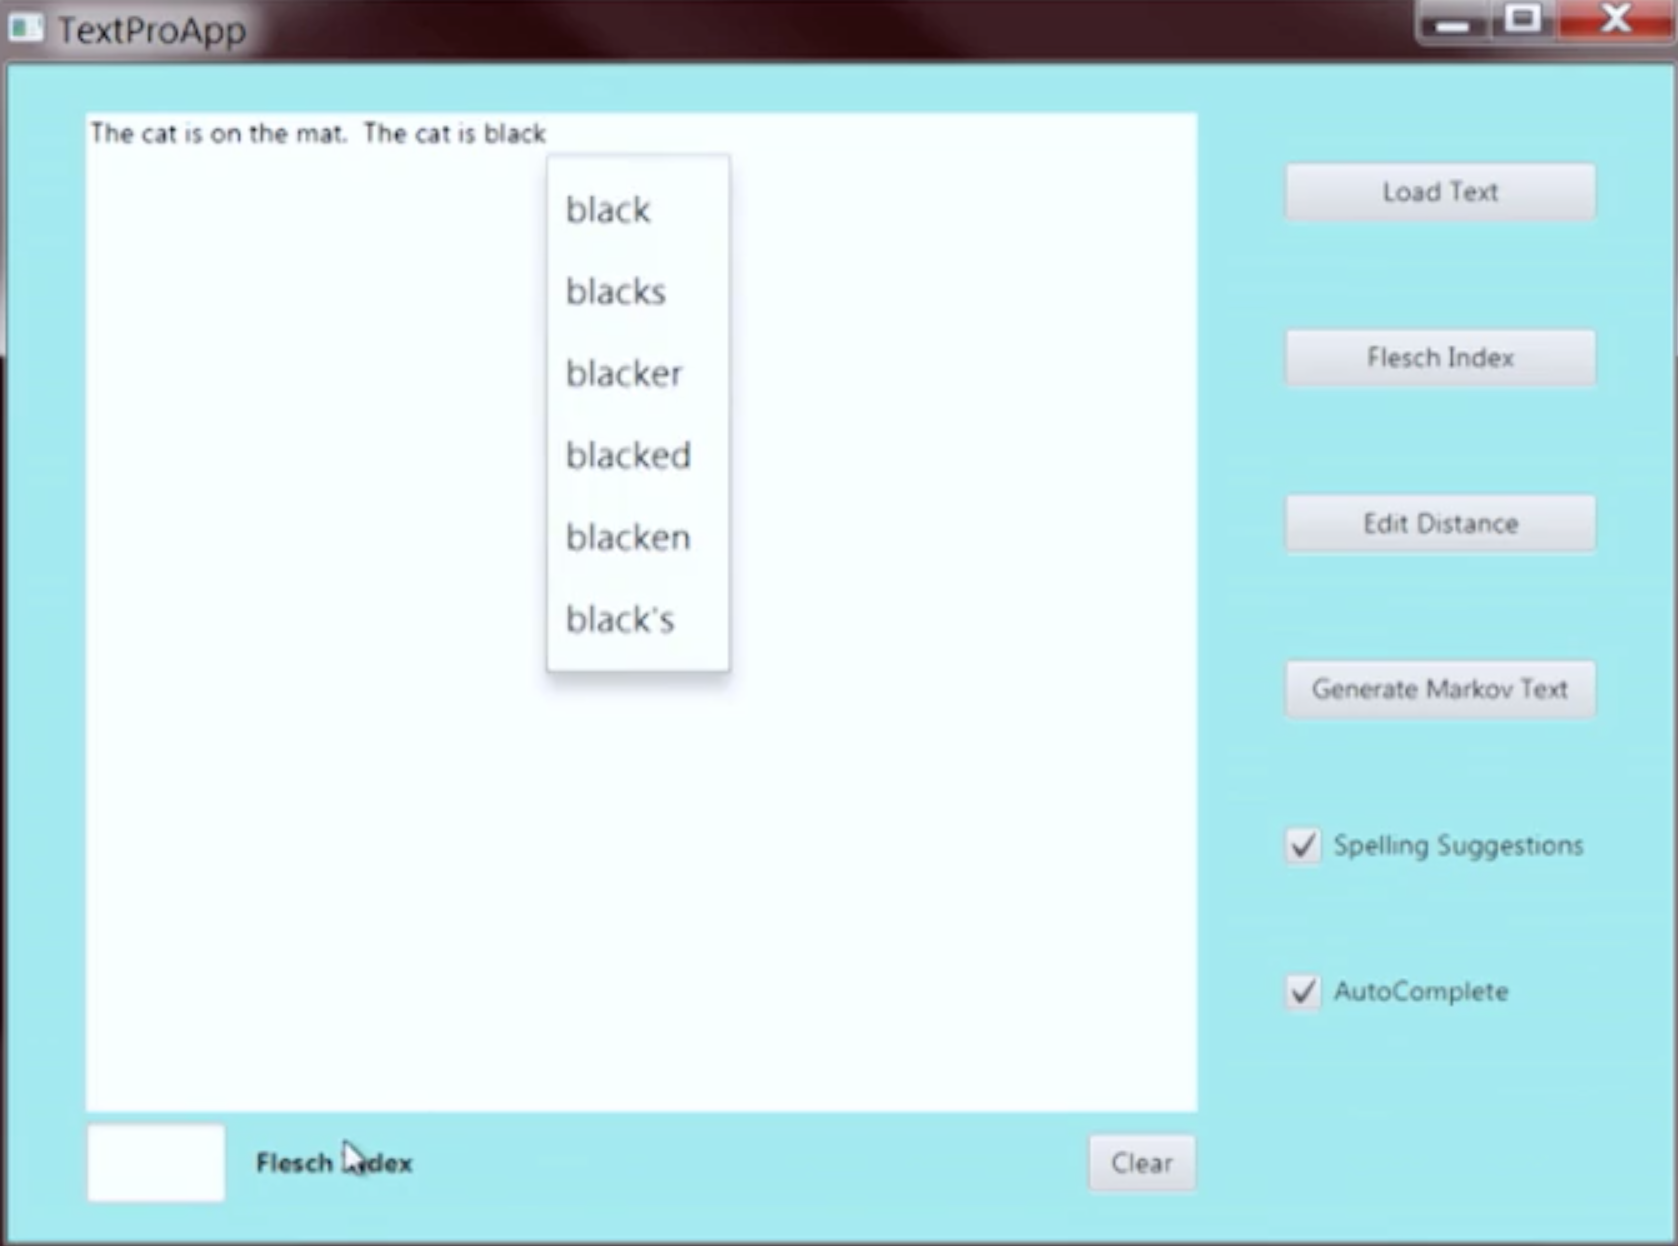 TextProApp
The cat is on the mat.  The cat is black
black
blacks
blacker
blacked
blacken
black's
Load Text
Flesch Index
Edit Distance
Generate Markov Text
Spelling Suggestions
AutoComplete
Flesch Index
Clear